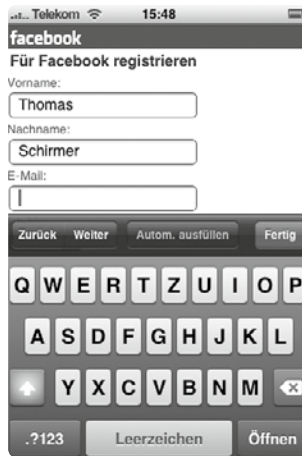 Telekom 15:48
facebook
Für Facebook registrieren
Vorname:
Thomas
Nachname:
Schirmer
E-Mail:
Zurück Weiter Autom. ausfüllen Fertig
Q W E R T Z U I O P
A S D F G H J K L
Y X C V B N M
.?123 Leerzeichen Öffnen